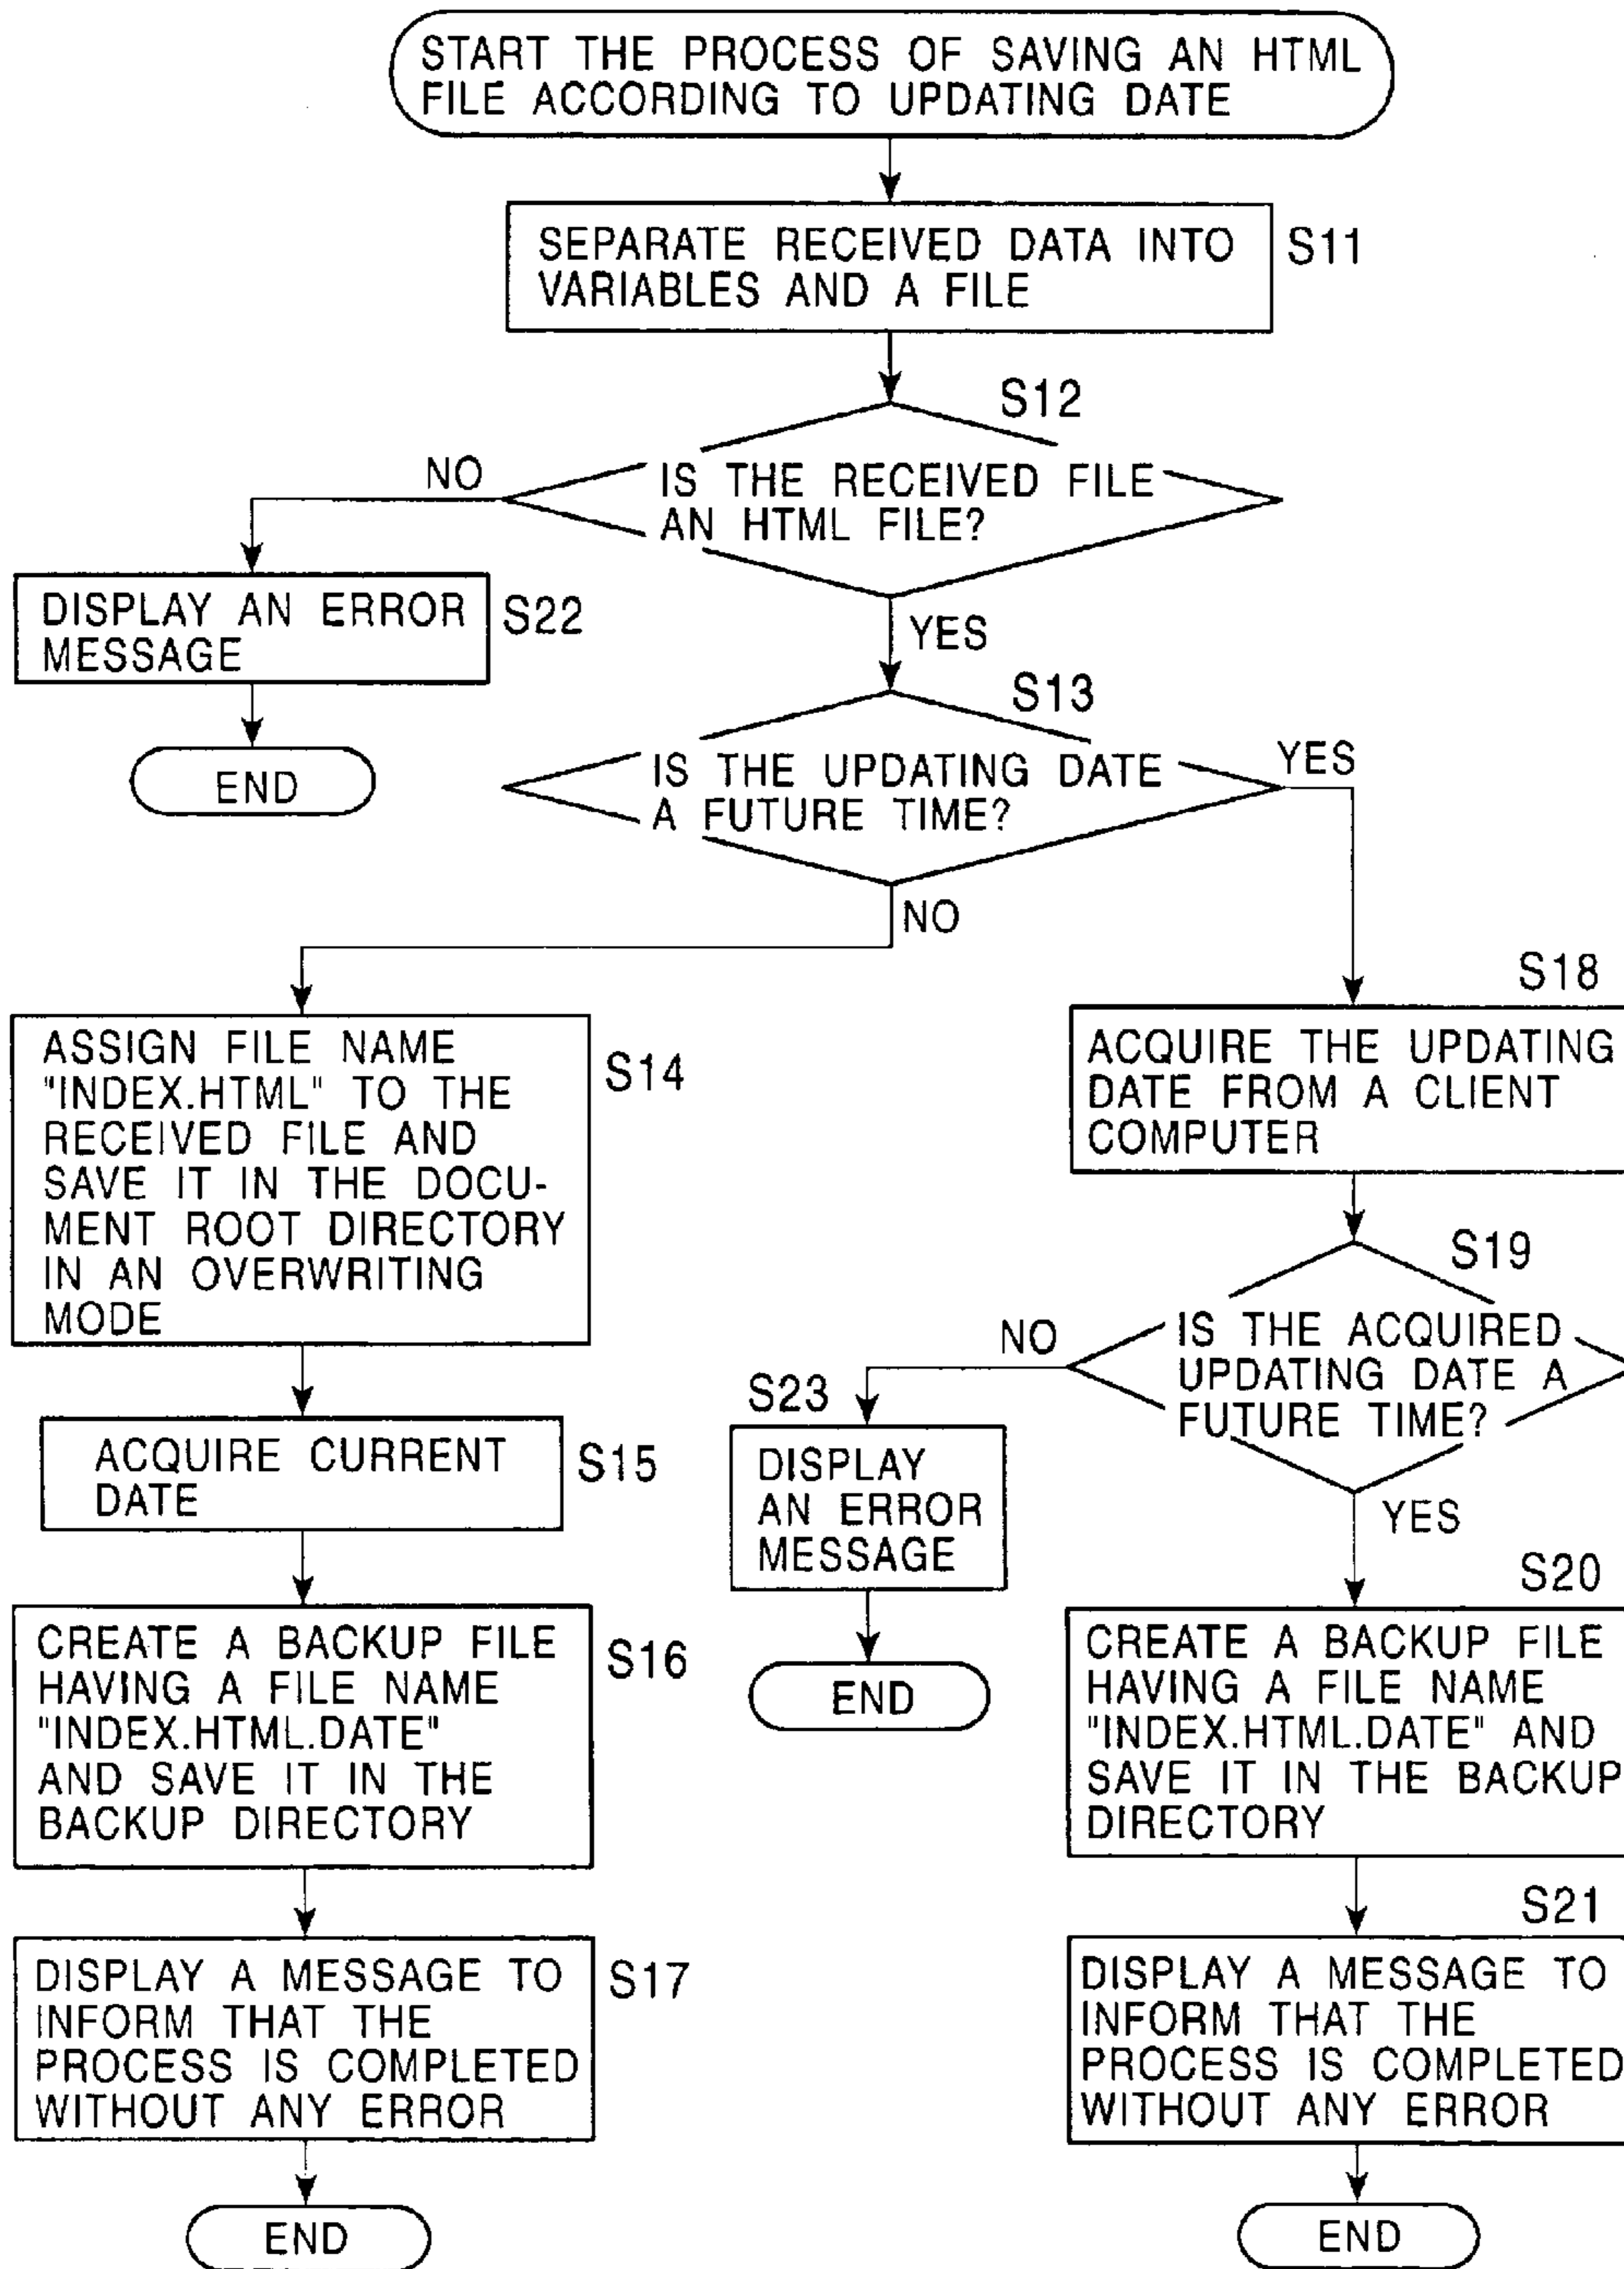 START THE PROCESS OF SAVING AN HTML
FILE ACCORDING TO UPDATING DATE
SEPARATE RECEIVED DATA INTO
VARIABLES AND A FILE
S11
S12
NO
IS THE RECEIVED FILE
AN HTML FILE?
DISPLAY AN ERROR
MESSAGE
S22
YES
END
S13
IS THE UPDATING DATE
A FUTURE TIME?
YES
NO
ASSIGN FILE NAME
"INDEX.HTML" TO THE
RECEIVED FILE AND
SAVE IT IN THE DOCU-
MENT ROOT DIRECTORY
IN AN OVERWRITING
MODE
S14
ACQUIRE CURRENT
DATE
S15
CREATE A BACKUP FILE
HAVING A FILE NAME
"INDEX.HTML.DATE"
AND SAVE IT IN THE
BACKUP DIRECTORY
S16
DISPLAY A MESSAGE TO
INFORM THAT THE
PROCESS IS COMPLETED
WITHOUT ANY ERROR
S17
END
S18
ACQUIRE THE UPDATING
DATE FROM A CLIENT
COMPUTER
S19
IS THE ACQUIRED
UPDATING DATE A
FUTURE TIME?
NO
S23
DISPLAY
AN ERROR
MESSAGE
END
YES
S20
CREATE A BACKUP FILE
HAVING A FILE NAME
"INDEX.HTML.DATE" AND
SAVE IT IN THE BACKUP
DIRECTORY
S21
DISPLAY A MESSAGE TO
INFORM THAT THE
PROCESS IS COMPLETED
WITHOUT ANY ERROR
END